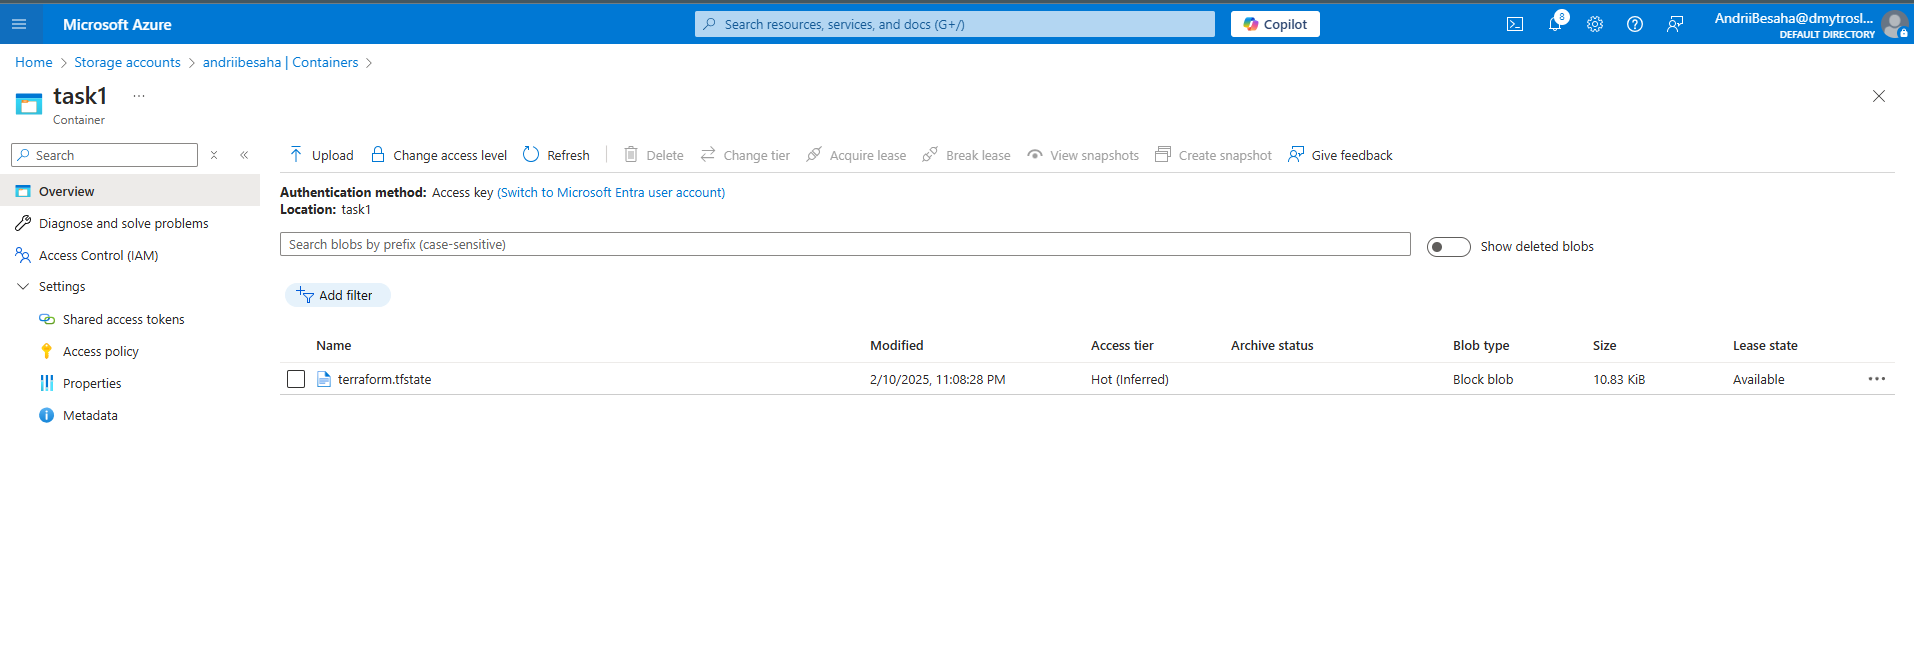 Microsoft Azure
Search resources, services, and docs (G+/)
Copilot
8
AndriiBesaha@dmytrosl...
DEFAULT DIRECTORY
Home > Storage accounts > andriibesaha | Containers >
task1 ...
Container
Search
Upload Change access level Refresh Delete Change tier Acquire lease Break lease View snapshots Create snapshot Give feedback
Overview
Diagnose and solve problems
Access Control (IAM)
Settings
Shared access tokens
Access policy
Properties
Metadata
Authentication method: Access key (Switch to Microsoft Entra user account)
Location: task1
Search blobs by prefix (case-sensitive)
Show deleted blobs
Add filter
Name Modified Access tier Archive status Blob type Size Lease state
terraform.tfstate 2/10/2025, 11:08:28 PM Hot (Inferred) Block blob 10.83 KiB Available ...